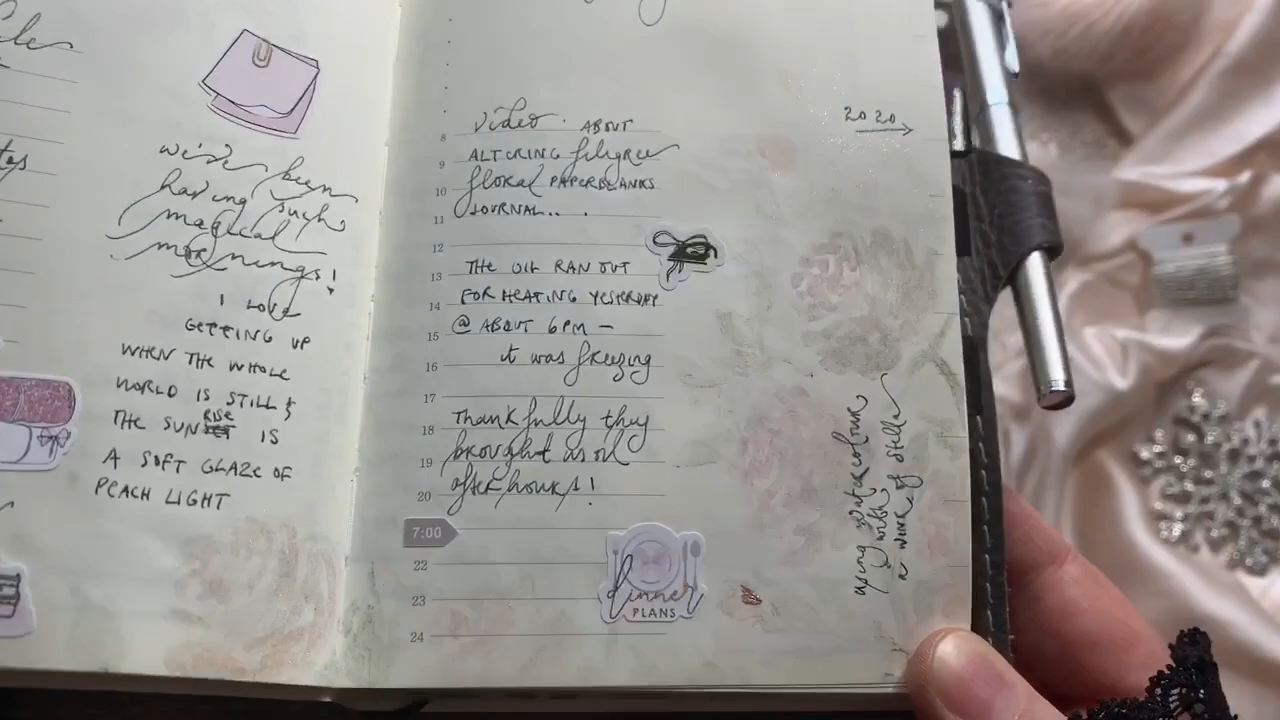 we've been
having such
magical
mornings!
I LOVE
GETTING UP
WHEN THE WHOLE
WORLD IS STILL &
THE SUNRISE IS
A SOFT GLAZE OF
PEACH LIGHT
video. ABOUT
8
ALTERING filigree
9
floral PAPERBLANKS
10
JOURNAL...
11
12
THE OIL RAN OUT
13
FOR HEATING YESTERDAY
14
@ ABOUT 6PM —
15
it was freezing
16
17
Thankfully they
18
brought us oil
19
after hours!
20
7:00
22
23
24
dinner
PLANS
2020
using watercolour
with
a wink of Stella